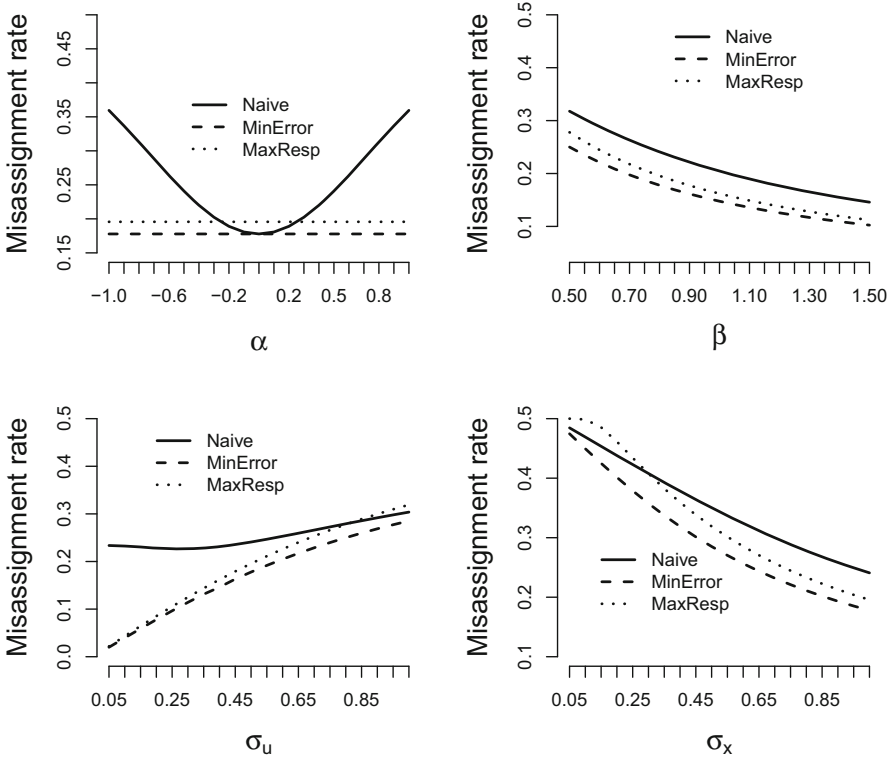 Misassignment rate
0.15 0.25 0.35 0.45
Naive
MinError
MaxResp
−1.0 −0.6 −0.2 0.2 0.5 0.8
α
Misassignment rate
0.1 0.2 0.3 0.4 0.5
Naive
MinError
MaxResp
0.50 0.70 0.90 1.10 1.30 1.50
β
Misassignment rate
0.0 0.1 0.2 0.3 0.4 0.5
Naive
MinError
MaxResp
0.05 0.25 0.45 0.65 0.85
σu
Misassignment rate
0.1 0.2 0.3 0.4 0.5
Naive
MinError
MaxResp
0.05 0.25 0.45 0.65 0.85
σx